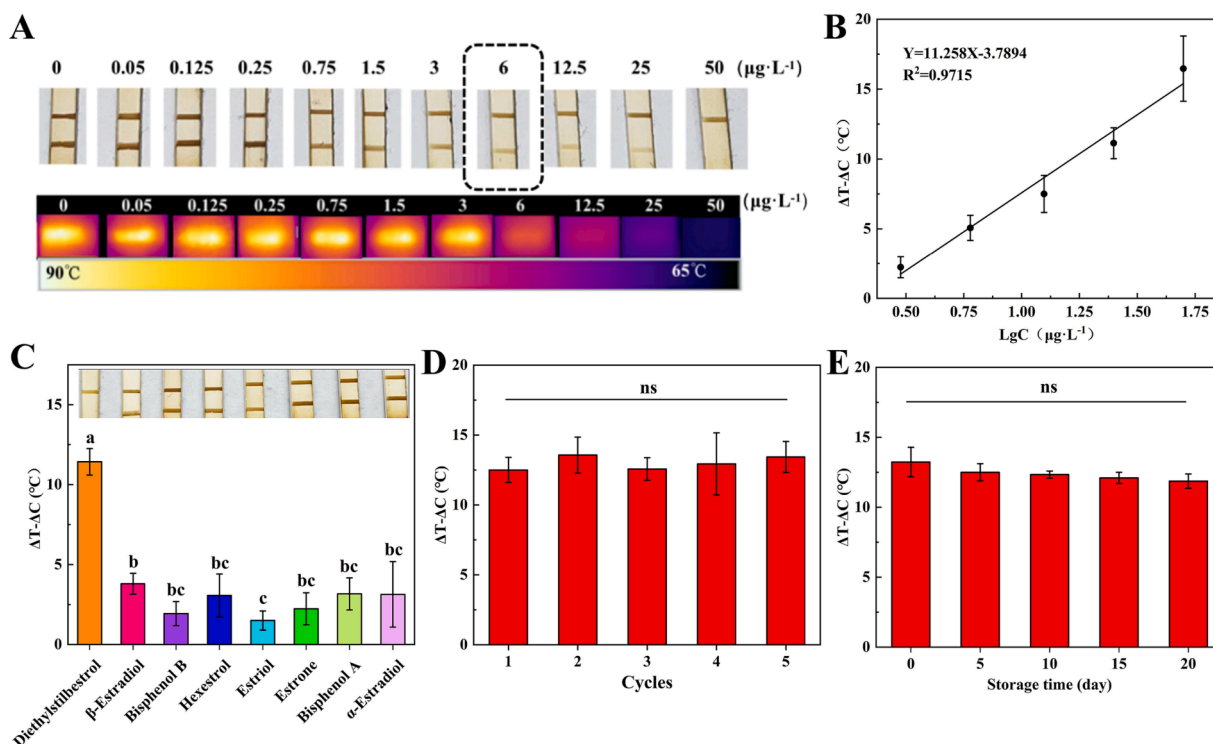 A
0 0.05 0.125 0.25 0.75 1.5 3 6 12.5 25 50 (μg·L⁻¹)
0 0.05 0.125 0.25 0.75 1.5 3 6 12.5 25 50 (μg·L⁻¹)
90℃ 65℃
B
Y=11.258X-3.7894
R²=0.9715
ΔT-ΔC (℃)
20
15
10
5
0
0.50 0.75 1.00 1.25 1.50 1.75
LgC (μg·L⁻¹)
C
ΔT-ΔC (℃)
15
10
5
0
a b bc bc c bc bc bc
Diethylstilbestrol
β-Estradiol
Bisphenol B
Hexestrol
Estriol
Estrone
Bisphenol A
α-Estradiol
D
ns
ΔT-ΔC (℃)
20
15
10
5
0
1 2 3 4 5
Cycles
E
ns
ΔT-ΔC (℃)
20
15
10
5
0
0 5 10 15 20
Storage time (day)